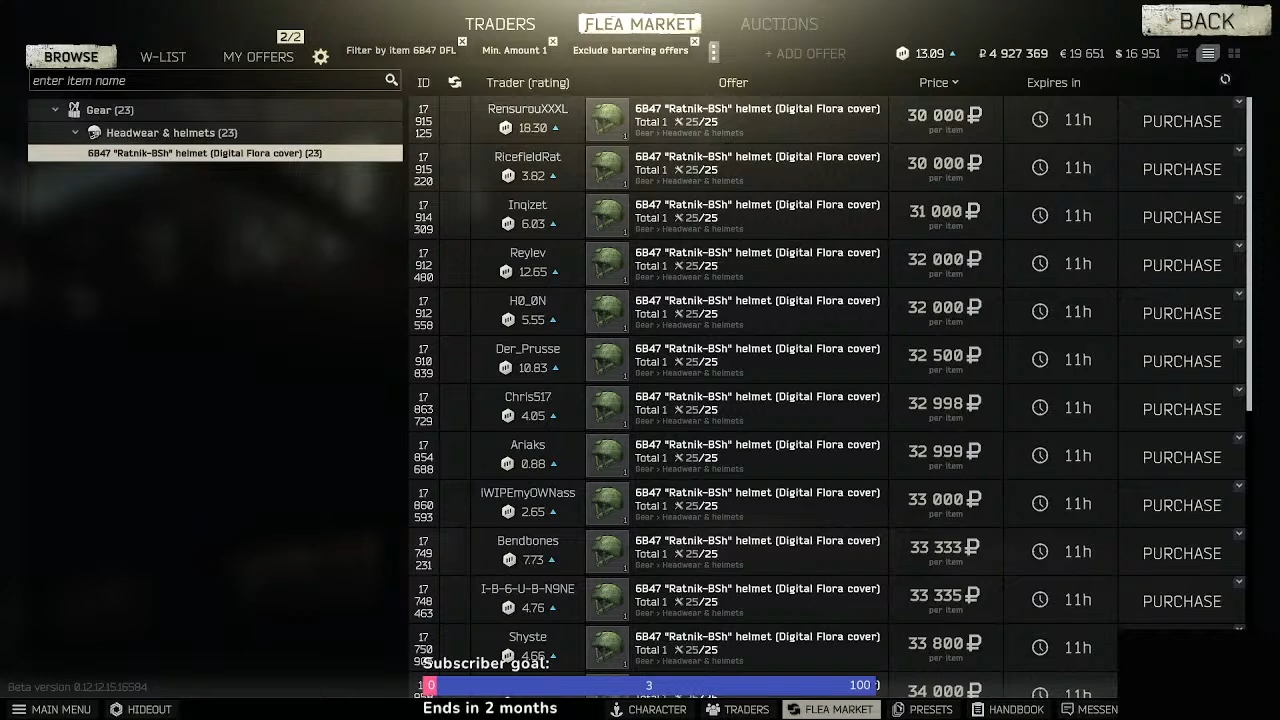 TRADERS FLEA MARKET AUCTIONS BACK
2/2
BROWSE W-LIST MY OFFERS Filter by item 6B47 DFL Min. Amount 1 Exclude bartering offers + ADD OFFER 13.09 ₽ 4 927 369 € 19 651 $ 16 951
enter item name
ID Trader (rating) Offer Price Expires in
Gear (23)
Headwear & helmets (23)
6B47 "Ratnik-BSh" helmet (Digital Flora cover) (23)
17 915 125 RensurouXXXL 18.30 6B47 "Ratnik-BSh" helmet (Digital Flora cover) 30 000 ₽ 11h PURCHASE
Total 1 25/25 per item
Gear > Headwear & helmets
17 915 220 RicefieldRat 3.82 6B47 "Ratnik-BSh" helmet (Digital Flora cover) 30 000 ₽ 11h PURCHASE
Total 1 25/25 per item
Gear > Headwear & helmets
17 914 309 Inqizet 6.03 6B47 "Ratnik-BSh" helmet (Digital Flora cover) 31 000 ₽ 11h PURCHASE
Total 1 25/25 per item
Gear > Headwear & helmets
17 912 480 Reylev 12.65 6B47 "Ratnik-BSh" helmet (Digital Flora cover) 32 000 ₽ 11h PURCHASE
Total 1 25/25 per item
Gear > Headwear & helmets
17 912 558 H0_0N 5.55 6B47 "Ratnik-BSh" helmet (Digital Flora cover) 32 000 ₽ 11h PURCHASE
Total 1 25/25 per item
Gear > Headwear & helmets
17 910 839 Der_Prusse 10.83 6B47 "Ratnik-BSh" helmet (Digital Flora cover) 32 500 ₽ 11h PURCHASE
Total 1 25/25 per item
Gear > Headwear & helmets
17 863 729 Chris517 4.05 6B47 "Ratnik-BSh" helmet (Digital Flora cover) 32 998 ₽ 11h PURCHASE
Total 1 25/25 per item
Gear > Headwear & helmets
17 854 688 Ariaks 0.88 6B47 "Ratnik-BSh" helmet (Digital Flora cover) 32 999 ₽ 11h PURCHASE
Total 1 25/25 per item
Gear > Headwear & helmets
17 860 593 IWIPEmyOWNass 2.65 6B47 "Ratnik-BSh" helmet (Digital Flora cover) 33 000 ₽ 11h PURCHASE
Total 1 25/25 per item
Gear > Headwear & helmets
17 749 231 Bendbones 7.73 6B47 "Ratnik-BSh" helmet (Digital Flora cover) 33 333 ₽ 11h PURCHASE
Total 1 25/25 per item
Gear > Headwear & helmets
17 748 463 I-B-6-U-B-N9NE 4.76 6B47 "Ratnik-BSh" helmet (Digital Flora cover) 33 335 ₽ 11h PURCHASE
Total 1 25/25 per item
Gear > Headwear & helmets
17 750 Shyste 4.66 6B47 "Ratnik-BSh" helmet (Digital Flora cover) 33 800 ₽ 11h
Total 1 25/25 per item
Gear > Headwear & helmets
Subscriber goal:
0 3 100 34 000 ₽ 11h
Beta version 0.12.12.15.16584
Ends in 2 months
MAIN MENU HIDEOUT CHARACTER TRADERS FLEA MARKET PRESETS HANDBOOK MESSEN